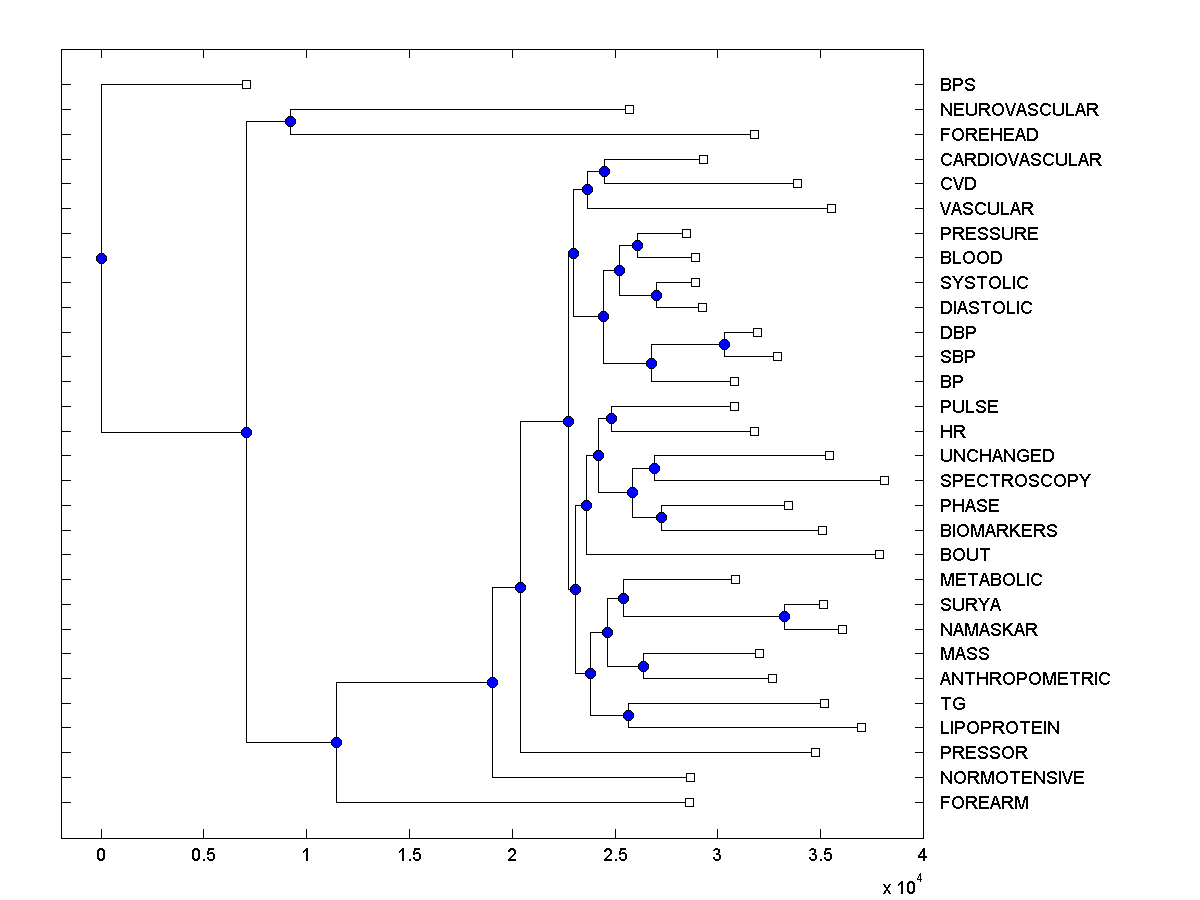 BPS
NEUROVASCULAR
FOREHEAD
CARDIOVASCULAR
CVD
VASCULAR
PRESSURE
BLOOD
SYSTOLIC
DIASTOLIC
DBP
SBP
BP
PULSE
HR
UNCHANGED
SPECTROSCOPY
PHASE
BIOMARKERS
BOUT
METABOLIC
SURYA
NAMASKAR
MASS
ANTHROPOMETRIC
TG
LIPOPROTEIN
PRESSOR
NORMOTENSIVE
FOREARM
0 0.5 1 1.5 2 2.5 3 3.5 4
x 10^4